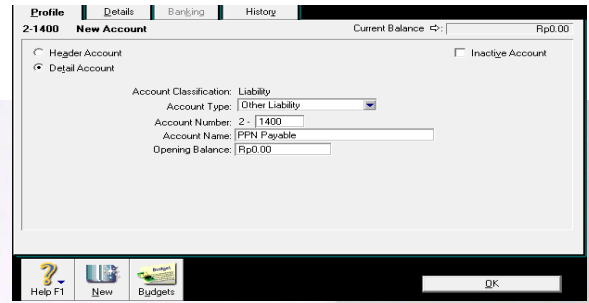 Profile Details Banking History
2-1400 New Account Current Balance ⇨: Rp0.00
Header Account Inactive Account
Detail Account
Account Classification: Liability
Account Type: Other Liability
Account Number: 2 - 1400
Account Name: PPN Payable
Opening Balance: Rp0.00
Help F1 New Budgets OK